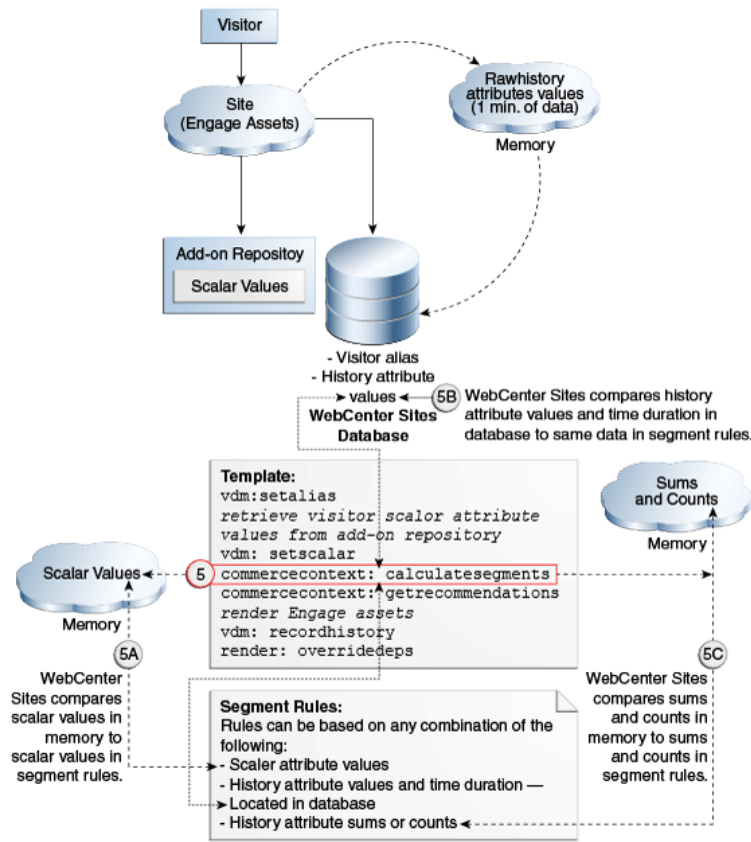 Visitor
Site
(Engage Assets)
Rawhistory
attributes values
(1 min. of data)
Memory
Add-on Repositoy
Scalar Values
- Visitor alias
- History attribute
values
WebCenter Sites
Database
5B
WebCenter Sites compares history
attribute values and time duration in
database to same data in segment rules.
Template:
vdm:setalias
retrieve visitor scalor attribute
values from add-on repository
vdm: setscalar
commercecontext: calculatesegments
commercecontext: getrecommendations
render Engage assets
vdm: recordhistory
render: overridedeps
Sums
and Counts
Memory
Scalar Values
5
Memory
5A
WebCenter
Sites compares
scalar values in
memory to
scalar values in
segment rules.
5C
WebCenter Sites
compares sums
and counts in
memory to sums
and counts in
segment rules.
Segment Rules:
Rules can be based on any combination of the
following:
- Scaler attribute values
- History attribute values and time duration —
- Located in database
- History attribute sums or counts